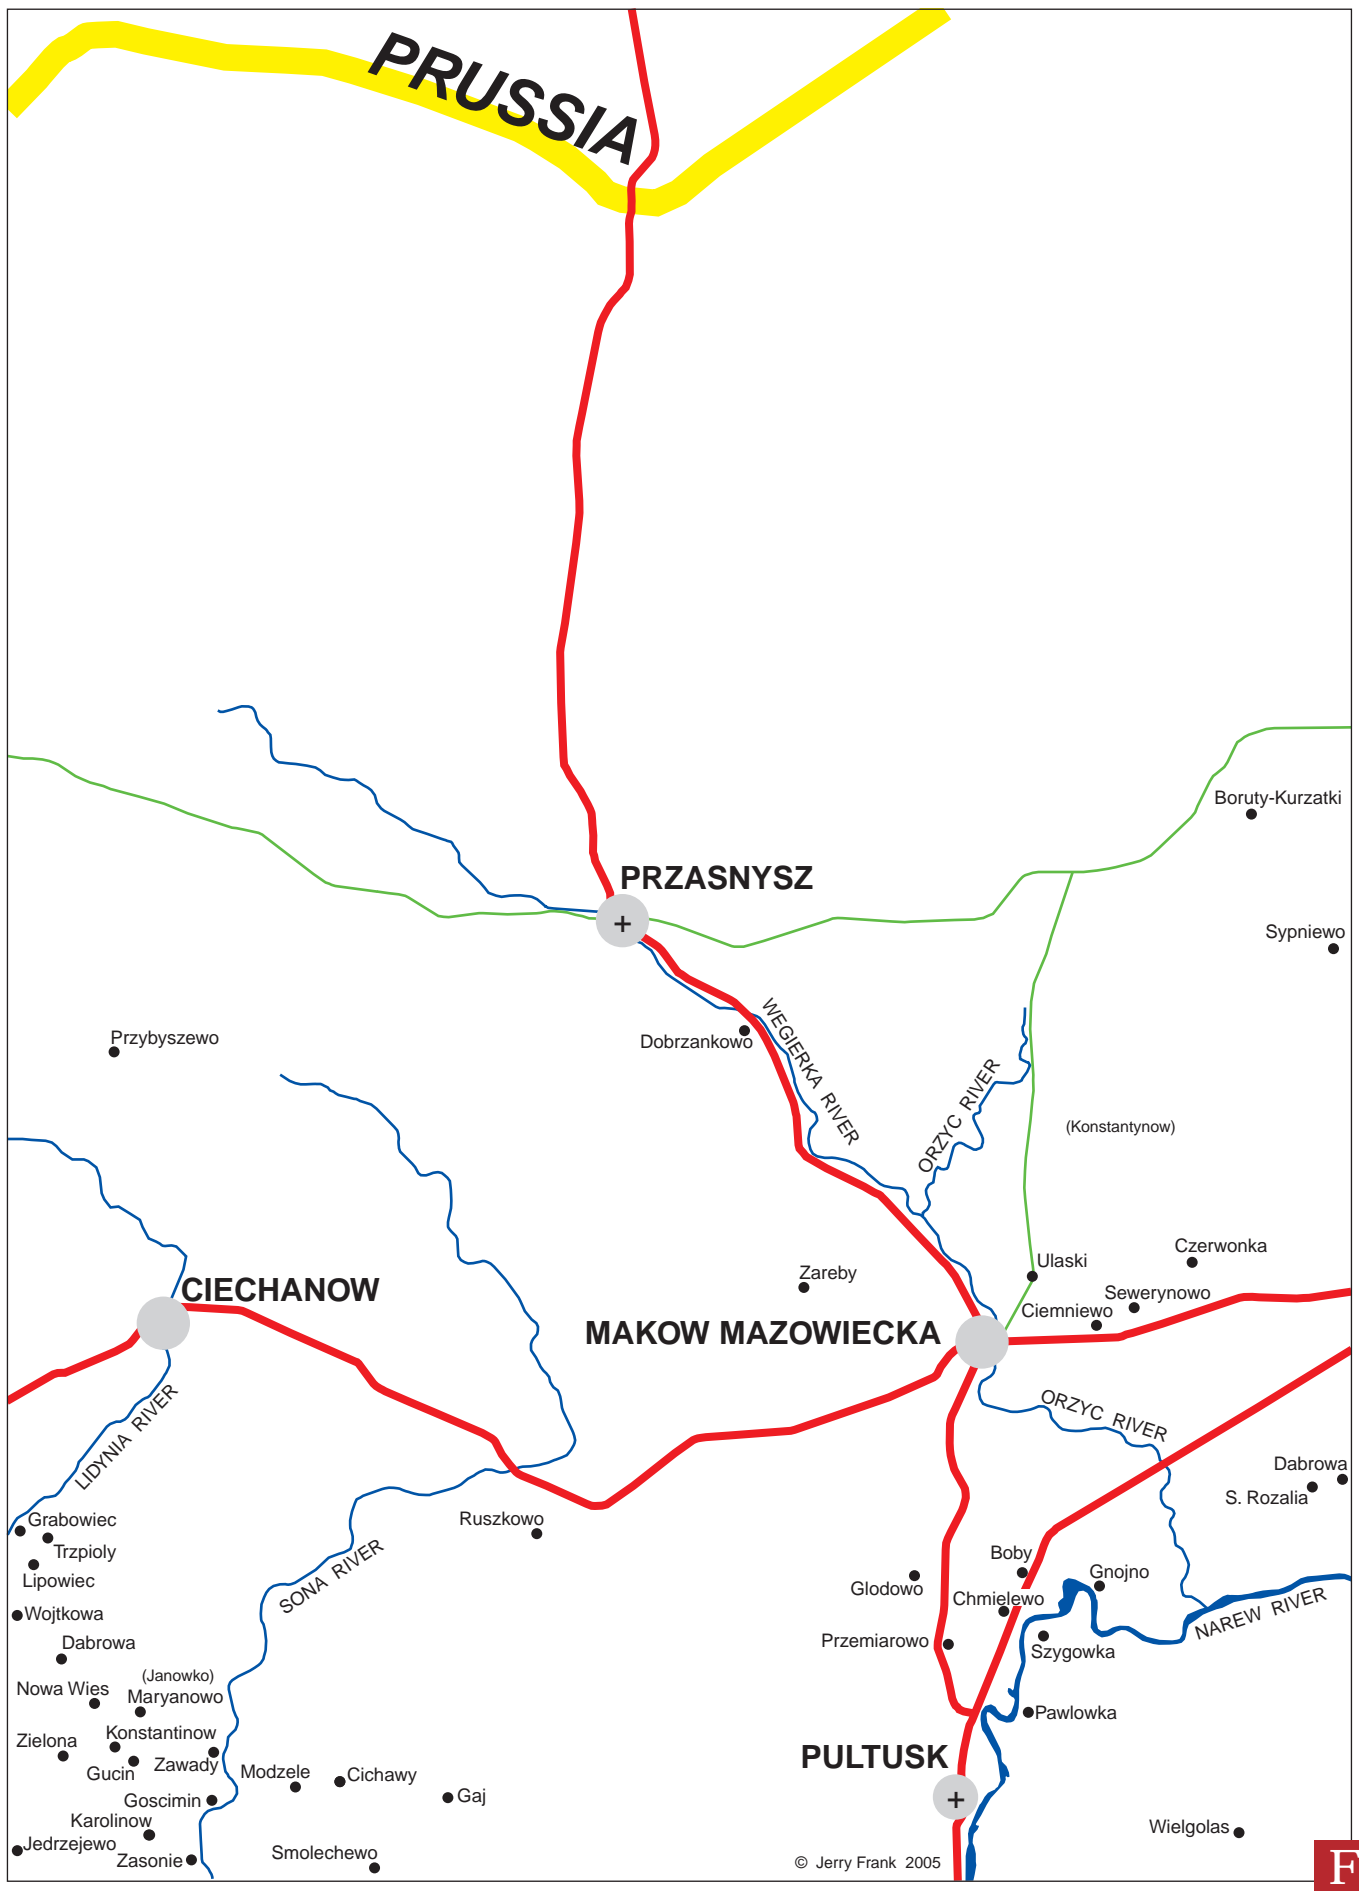 PRUSSIA
Boruty-Kurzatki
PRZASNYSZ
Sypniewo
Przybyszewo
Dobrzankowo
WEGIERKA RIVER
ORZYC RIVER
(Konstantynow)
Ulaski
Czerwonka
Zareby
CIECHANOW
Sewerynowo
Ciemniewo
MAKOW MAZOWIECKA
ORZYC RIVER
LIDYNIA RIVER
Dabrowa
S. Rozalia
Grabowiec
Ruszkowo
Trzpioly
SONA RIVER
Boby
Gnojno
Lipowiec
Glodowo
Chmielewo
NAREW RIVER
Wojtkowa
Przemiarowo
Dabrowa
Szygowka
(Janowko)
Nowa Wies
Maryanowo
Pawlowka
Konstantinow
Zielona
PULTUSK
Zawady
Gucin
Modzele
Cichawy
Gaj
Goscimin
Karolinow
Wielgolas
Jedrzejewo
Zasonie
Smolechewo
© Jerry Frank 2005
F